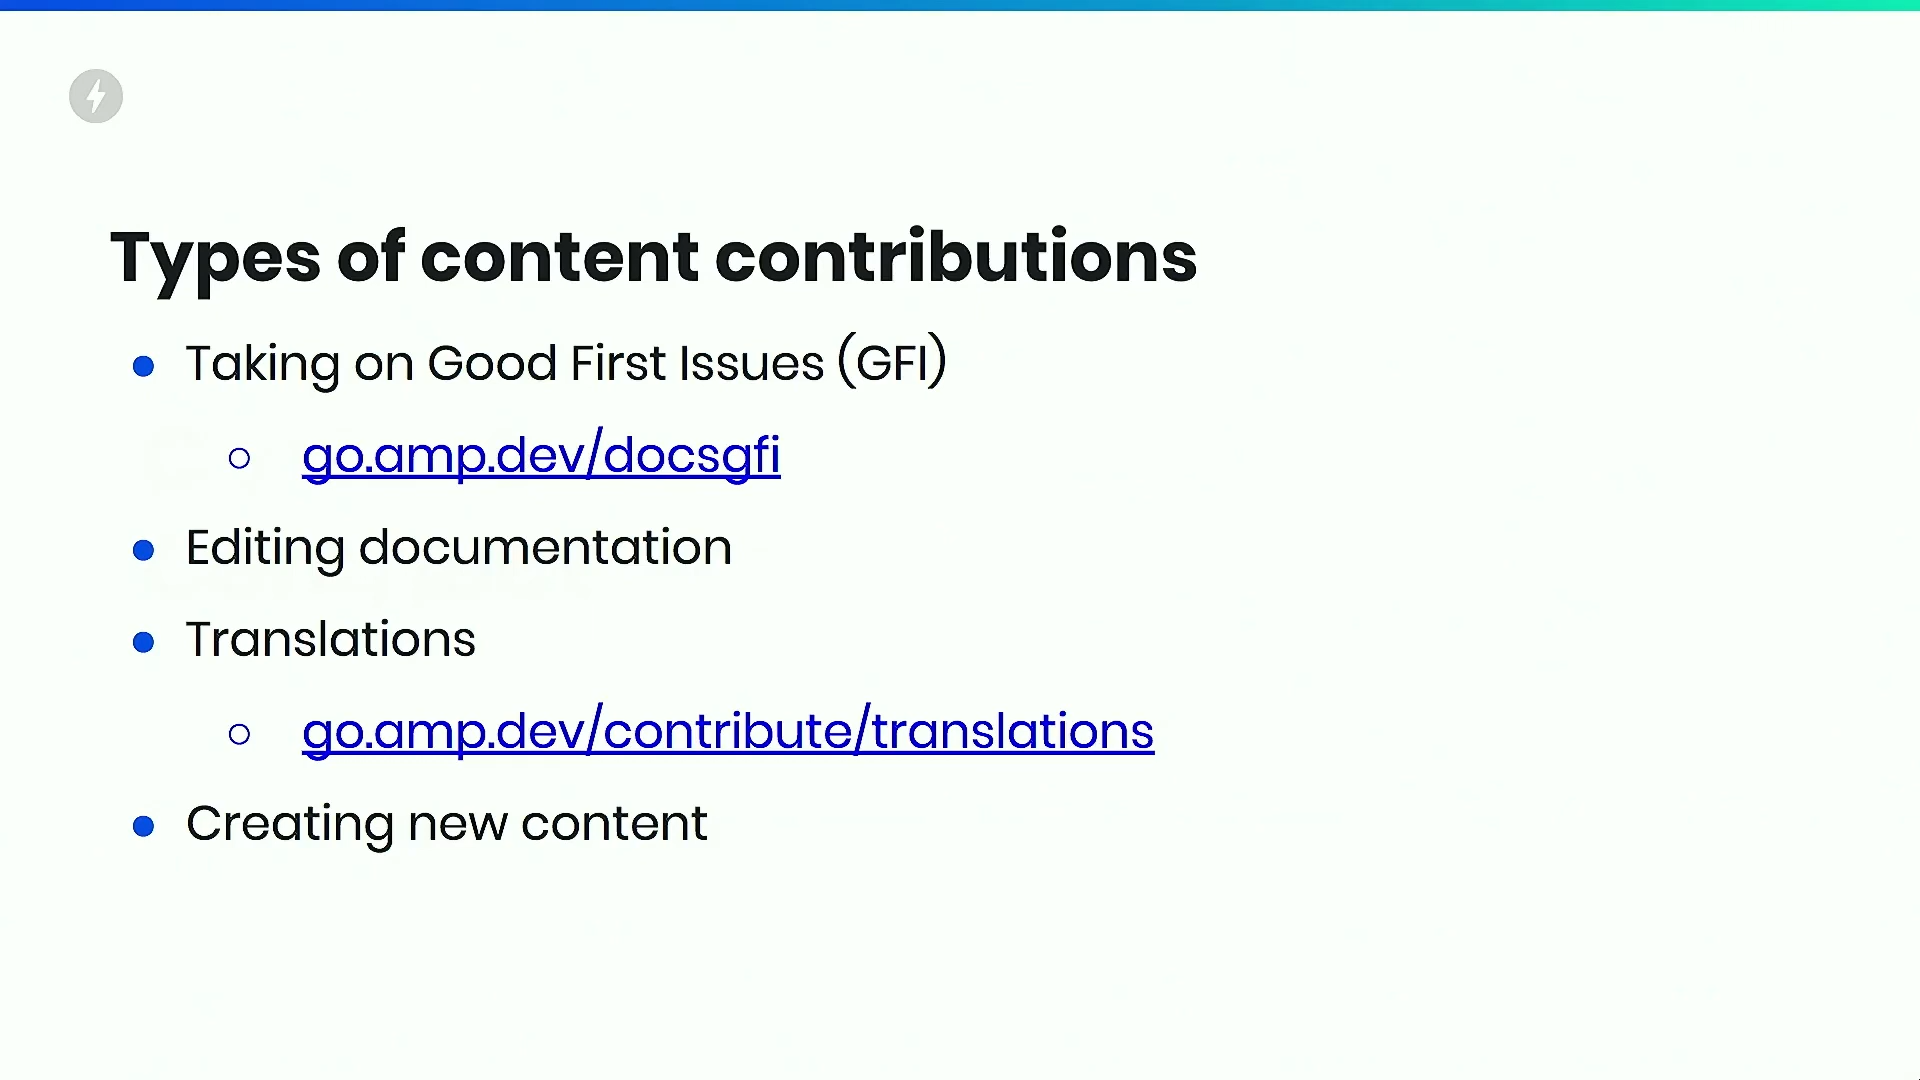 Types of content contributions
Taking on Good First Issues (GFI)
go.amp.dev/docsgfi
Editing documentation
Translations
go.amp.dev/contribute/translations
Creating new content